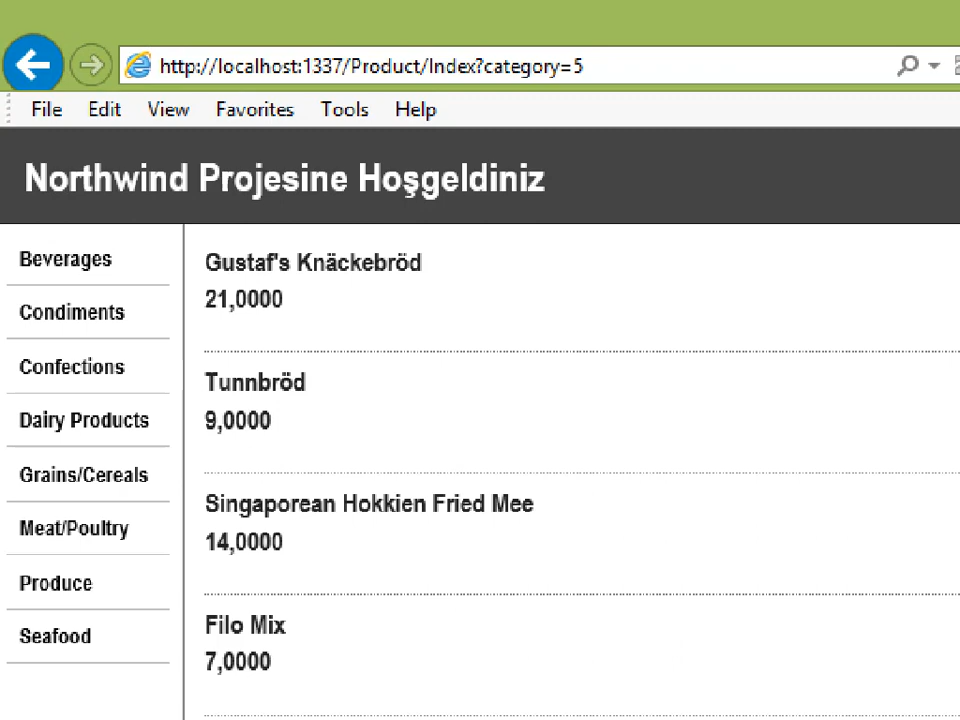 http://localhost:1337/Product/Index?category=5
File Edit View Favorites Tools Help
Northwind Projesine Hoşgeldiniz
Beverages
Condiments
Confections
Dairy Products
Grains/Cereals
Meat/Poultry
Produce
Seafood
Gustaf's Knäckebröd
21,0000
Tunnbröd
9,0000
Singaporean Hokkien Fried Mee
14,0000
Filo Mix
7,0000